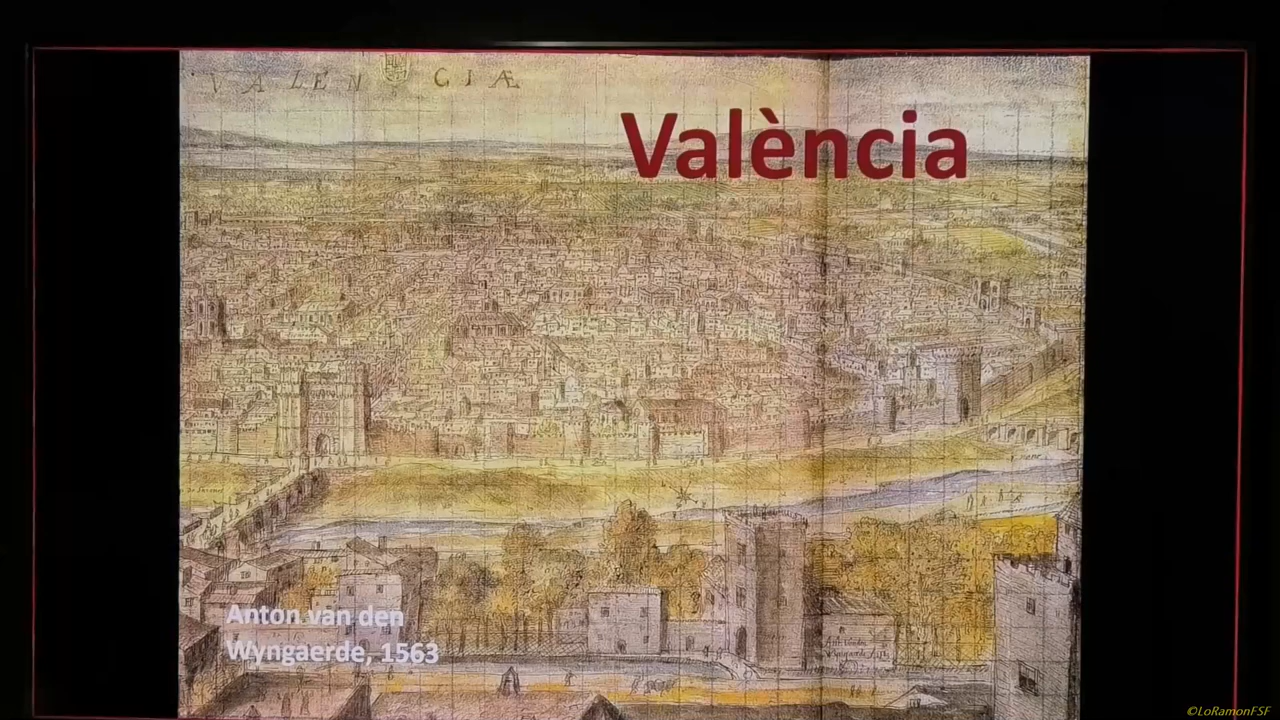 VALENCIÆ
València
Anton van den
Wyngaerde, 1563
©LoRamonFSF